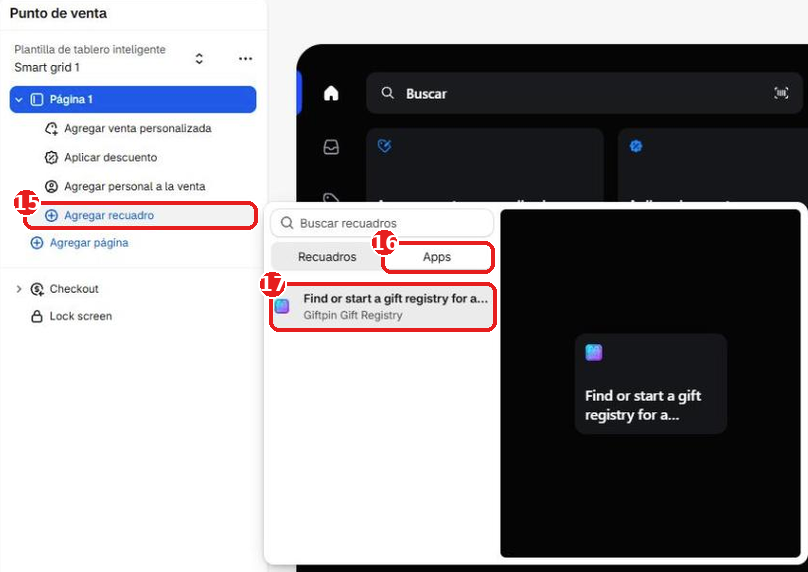 Punto de venta
Plantilla de tablero inteligente
Smart grid 1
Página 1
Agregar venta personalizada
Aplicar descuento
Agregar personal a la venta
15
Agregar recuadro
Agregar página
Checkout
Lock screen
Buscar
Buscar recuadros
16
Recuadros
Apps
17
Find or start a gift registry for a...
Giftpin Gift Registry
Find or start a gift
registry for a...